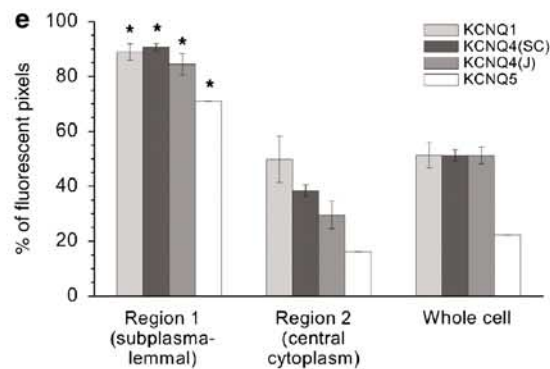 e
100
80
60
40
20
0
% of fluorescent pixels
* * * *
KCNQ1
KCNQ4(SC)
KCNQ4(J)
KCNQ5
Region 1
(subplasma-
lemmal)
Region 2
(central
cytoplasm)
Whole cell